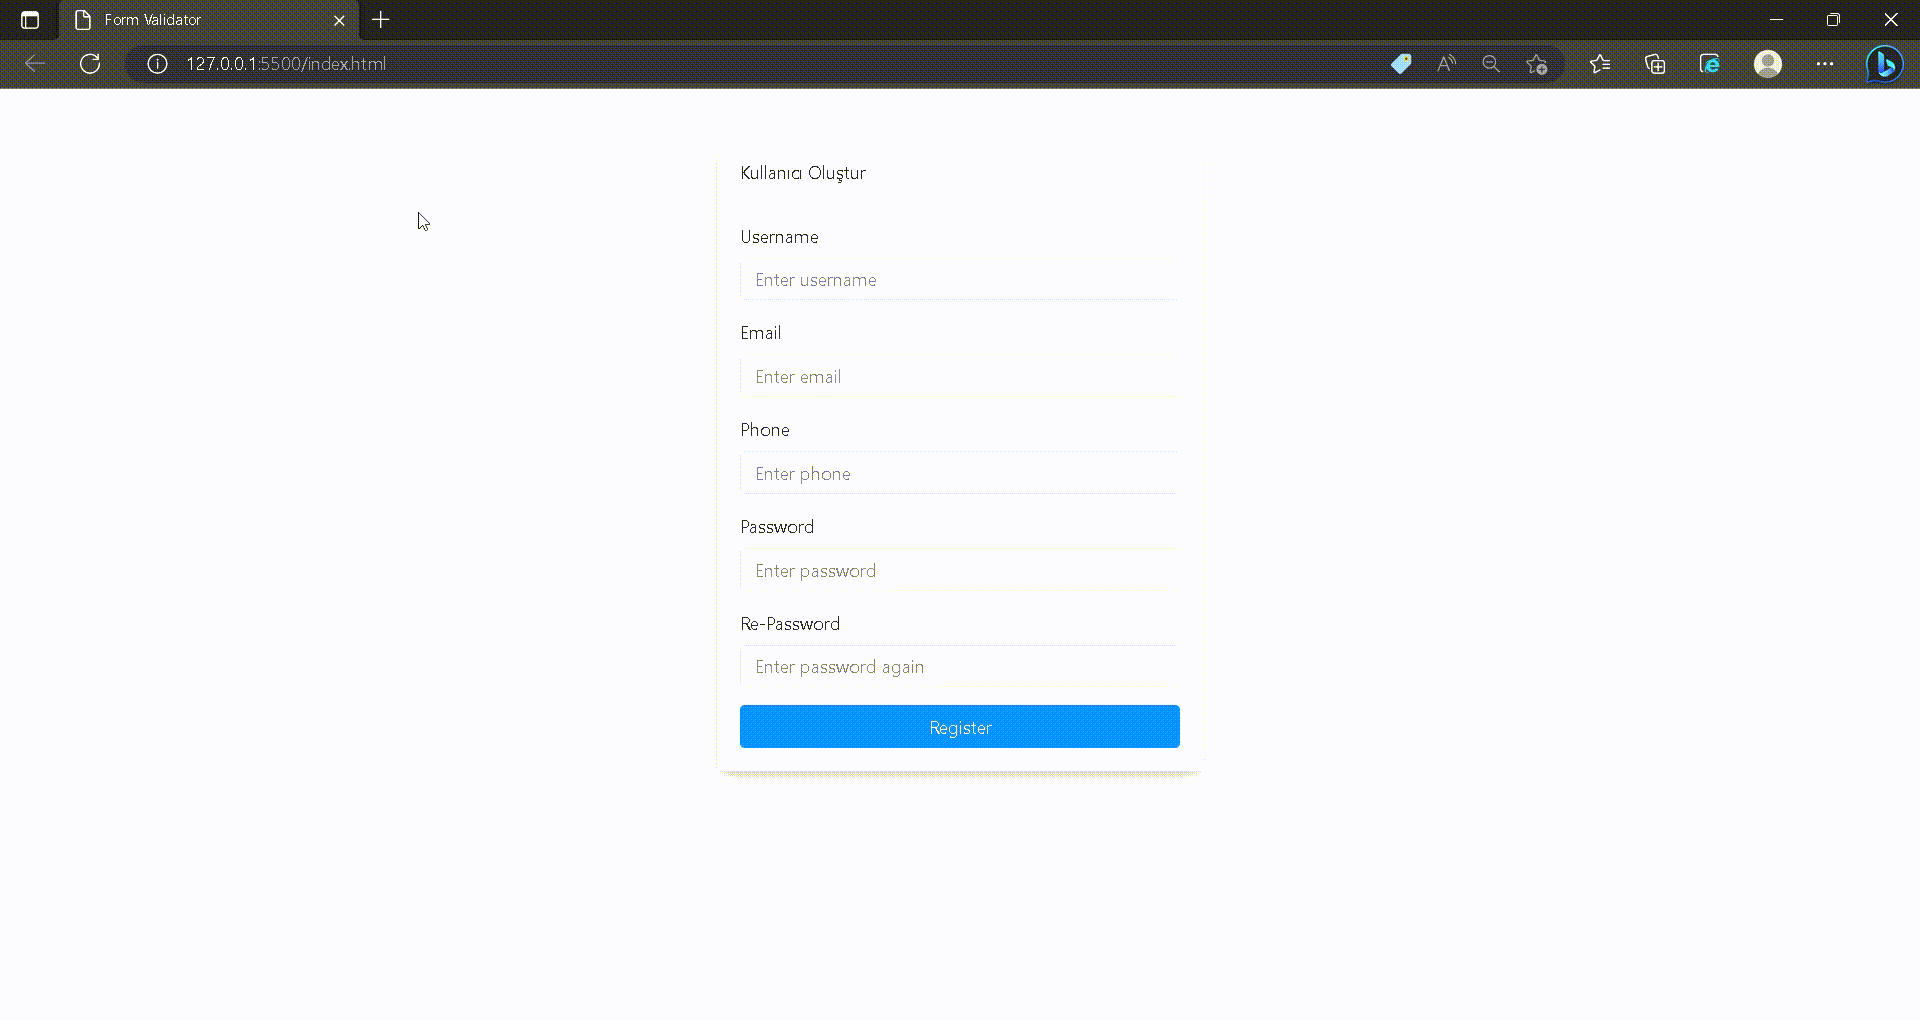 Form Validator
127.0.0.1:5500/index.html
Kullanıcı Oluştur
Username
Enter username
Email
Enter email
Phone
Enter phone
Password
Enter password
Re-Password
Enter password again
Register